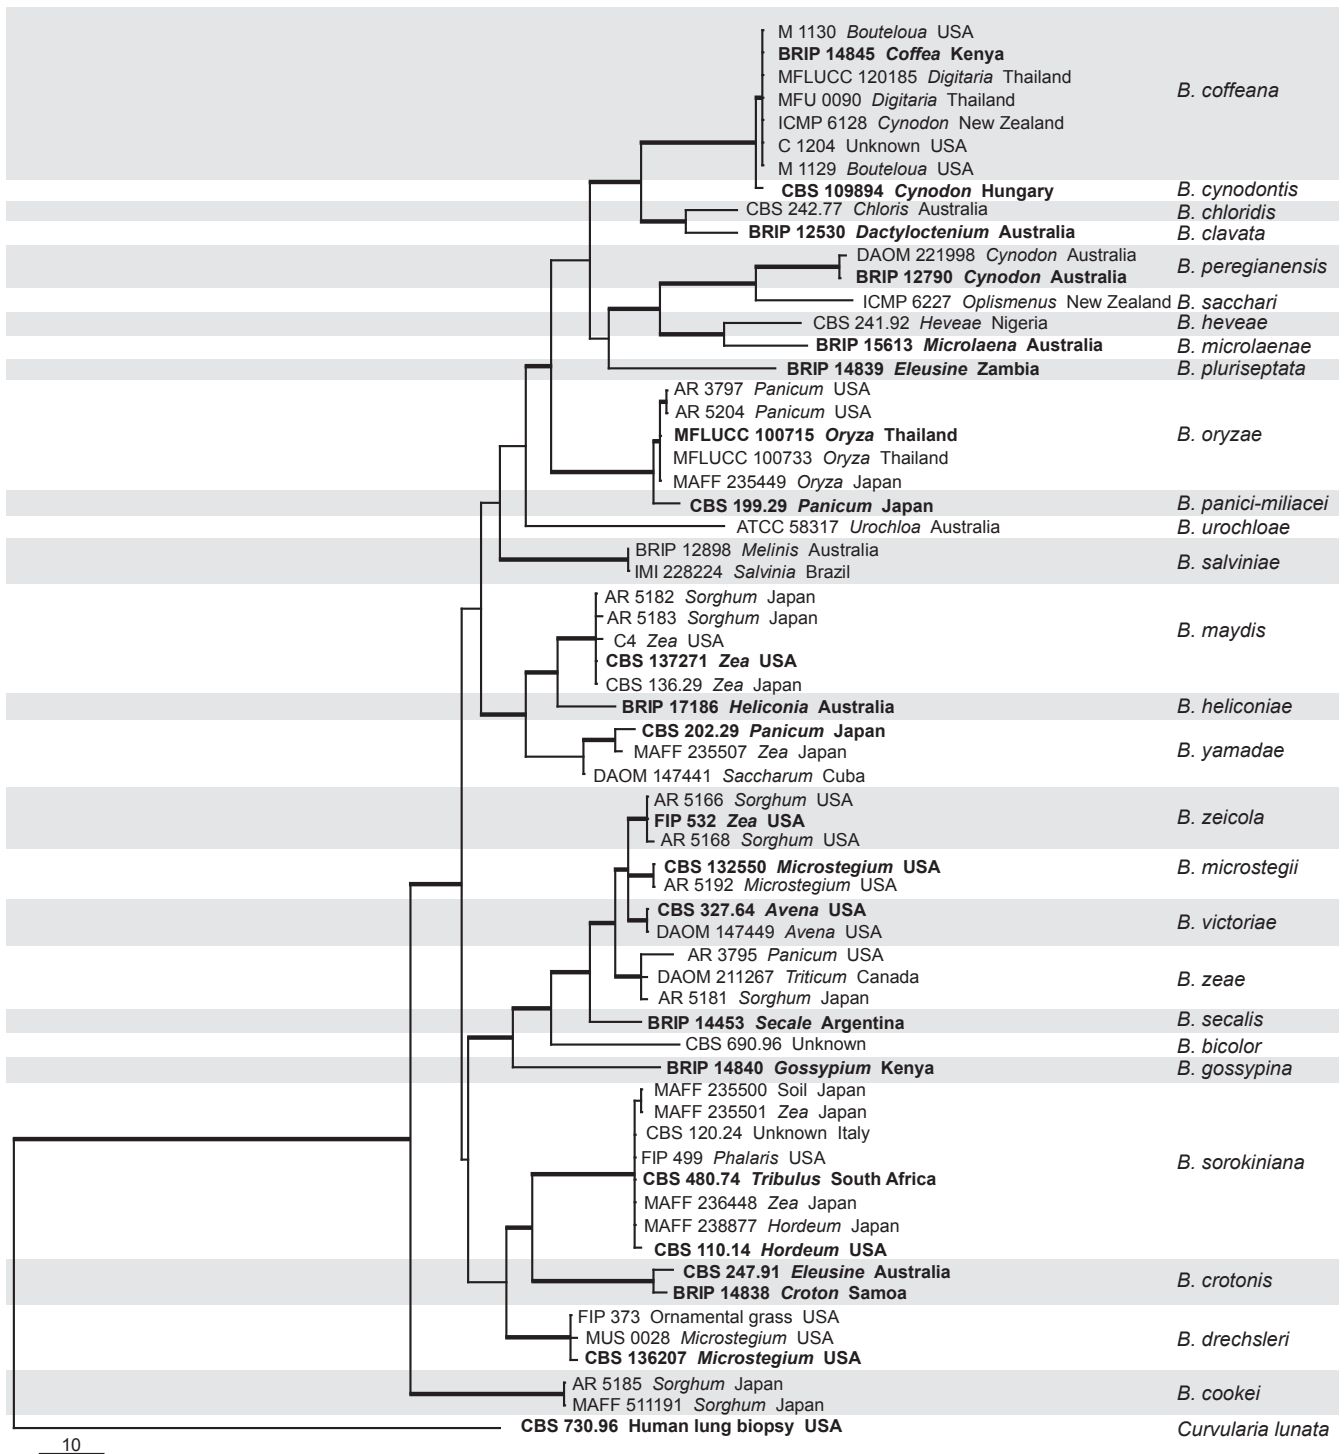 M 1130 Bouteloua USA
BRIP 14845 Coffea Kenya
MFLUCC 120185 Digitaria Thailand
B. coffeana
MFU 0090 Digitaria Thailand
ICMP 6128 Cynodon New Zealand
C 1204 Unknown USA
M 1129 Bouteloua USA
CBS 109894 Cynodon Hungary B. cynodontis
CBS 242.77 Chloris Australia B. chloridis
BRIP 12530 Dactyloctenium Australia B. clavata
DAOM 221998 Cynodon Australia
B. peregianensis
BRIP 12790 Cynodon Australia
ICMP 6227 Oplismenus New Zealand B. sacchari
CBS 241.92 Heveae Nigeria B. heveae
BRIP 15613 Microlaena Australia B. microlaenae
BRIP 14839 Eleusine Zambia B. pluriseptata
AR 3797 Panicum USA
AR 5204 Panicum USA
MFLUCC 100715 Oryza Thailand B. oryzae
MFLUCC 100733 Oryza Thailand
MAFF 235449 Oryza Japan
CBS 199.29 Panicum Japan B. panici-miliacei
ATCC 58317 Urochloa Australia B. urochloae
BRIP 12898 Melinis Australia
B. salviniae
IMI 228224 Salvinia Brazil
AR 5182 Sorghum Japan
AR 5183 Sorghum Japan
B. maydis
C4 Zea USA
CBS 137271 Zea USA
CBS 136.29 Zea Japan
BRIP 17186 Heliconia Australia B. heliconiae
CBS 202.29 Panicum Japan
MAFF 235507 Zea Japan B. yamadae
DAOM 147441 Saccharum Cuba
AR 5166 Sorghum USA
FIP 532 Zea USA B. zeicola
AR 5168 Sorghum USA
CBS 132550 Microstegium USA B. microstegii
AR 5192 Microstegium USA
CBS 327.64 Avena USA
B. victoriae
DAOM 147449 Avena USA
AR 3795 Panicum USA
DAOM 211267 Triticum Canada B. zeae
AR 5181 Sorghum Japan
BRIP 14453 Secale Argentina B. secalis
CBS 690.96 Unknown B. bicolor
BRIP 14840 Gossypium Kenya B. gossypina
MAFF 235500 Soil Japan
MAFF 235501 Zea Japan
CBS 120.24 Unknown Italy
FIP 499 Phalaris USA B. sorokiniana
CBS 480.74 Tribulus South Africa
MAFF 236448 Zea Japan
MAFF 238877 Hordeum Japan
CBS 110.14 Hordeum USA
CBS 247.91 Eleusine Australia
B. crotonis
BRIP 14838 Croton Samoa
FIP 373 Ornamental grass USA
MUS 0028 Microstegium USA B. drechsleri
CBS 136207 Microstegium USA
AR 5185 Sorghum Japan
B. cookei
MAFF 511191 Sorghum Japan
CBS 730.96 Human lung biopsy USA Curvularia lunata
10